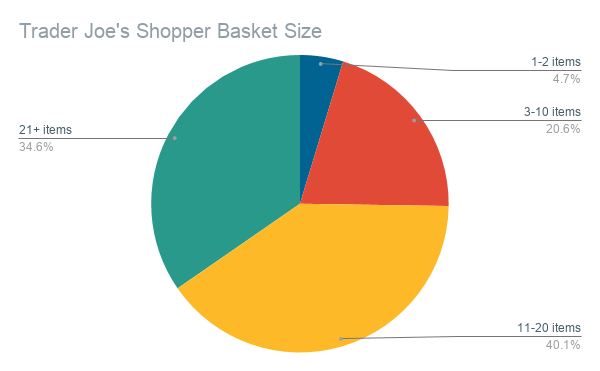 Trader Joe's Shopper Basket Size
1-2 items
4.7%
3-10 items
20.6%
21+ items
34.6%
11-20 items
40.1%